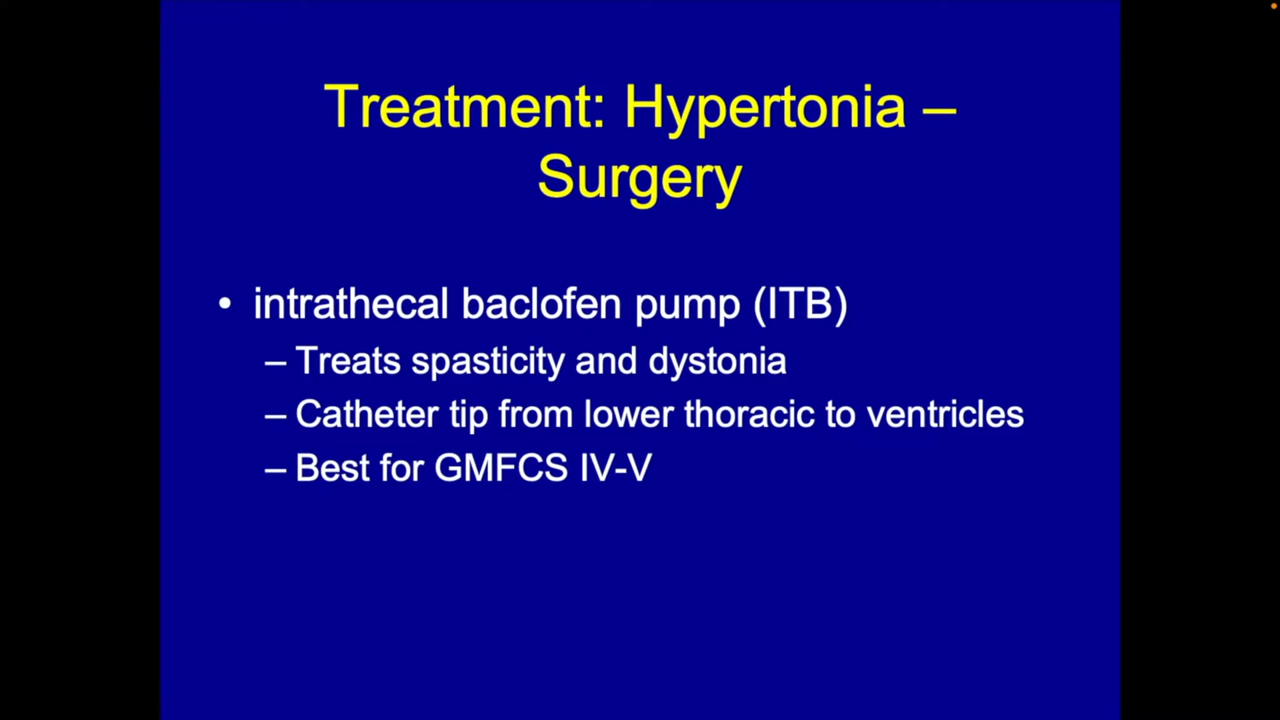 Treatment: Hypertonia –
Surgery
• intrathecal baclofen pump (ITB)
– Treats spasticity and dystonia
– Catheter tip from lower thoracic to ventricles
– Best for GMFCS IV-V